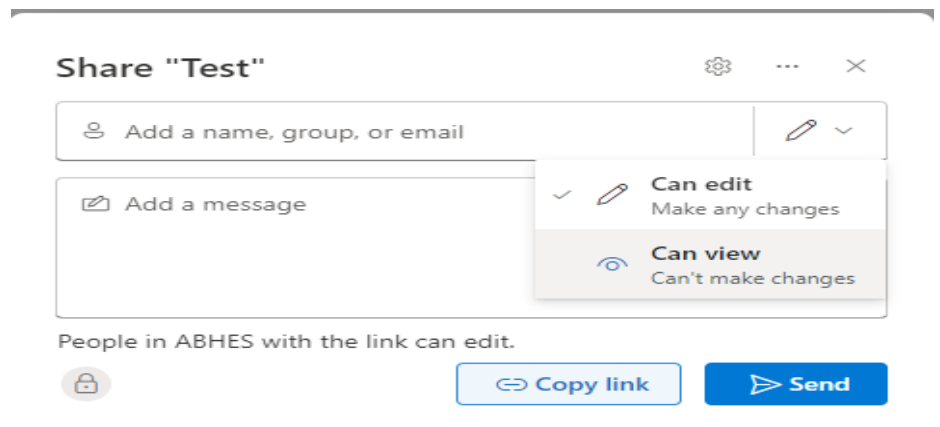 Share "Test"
Add a name, group, or email
Can edit
Make any changes
Add a message
Can view
Can't make changes
People in ABHES with the link can edit.
Copy link
Send